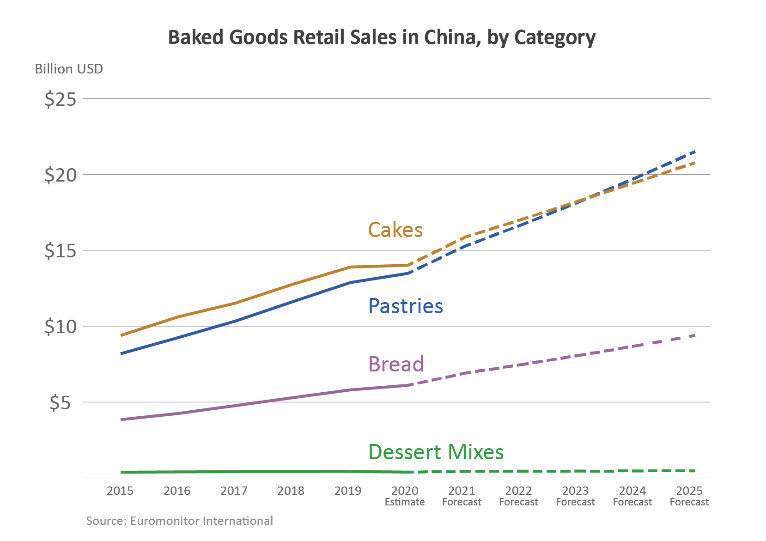 Baked Goods Retail Sales in China, by Category
Billion USD
$25
$20
$15
$10
$5
Cakes
Pastries
Bread
Dessert Mixes
2015 2016 2017 2018 2019 2020 2021 2022 2023 2024 2025
Estimate Forecast Forecast Forecast Forecast Forecast
Source: Euromonitor International